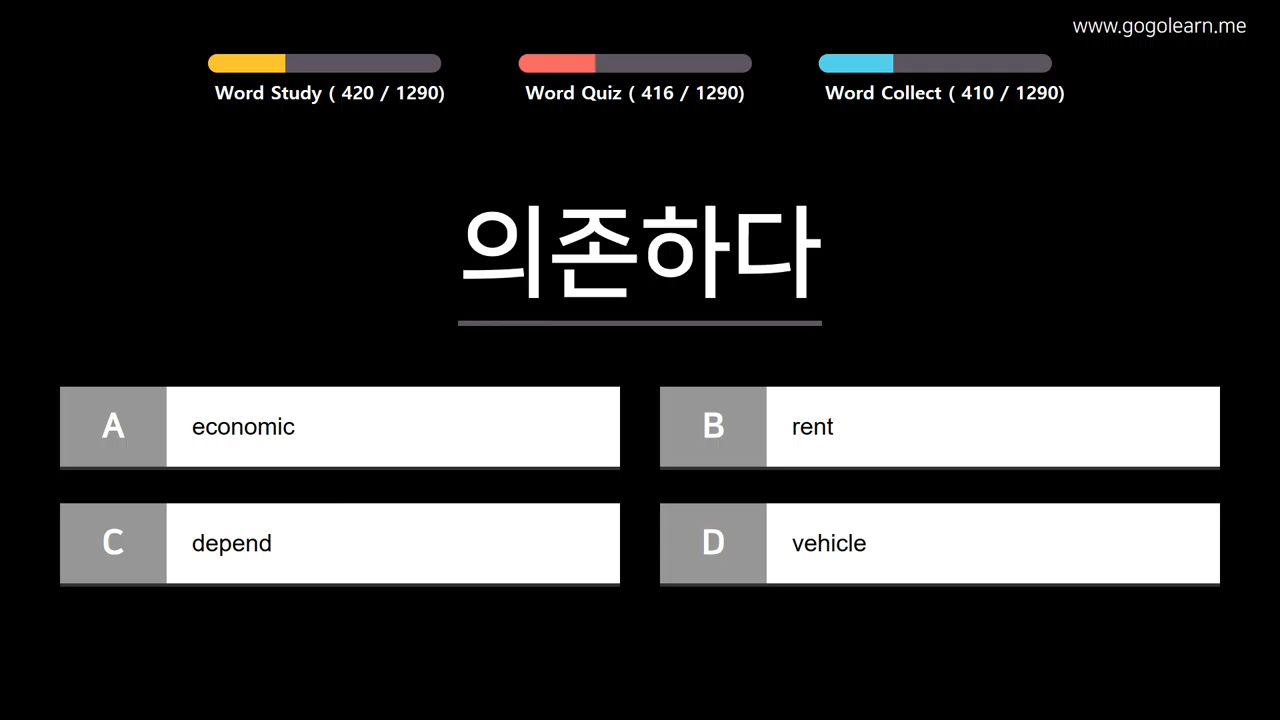 www.gogolearn.me
Word Study ( 420 / 1290)
Word Quiz ( 416 / 1290)
Word Collect ( 410 / 1290)
의존하다
A economic
B rent
C depend
D vehicle